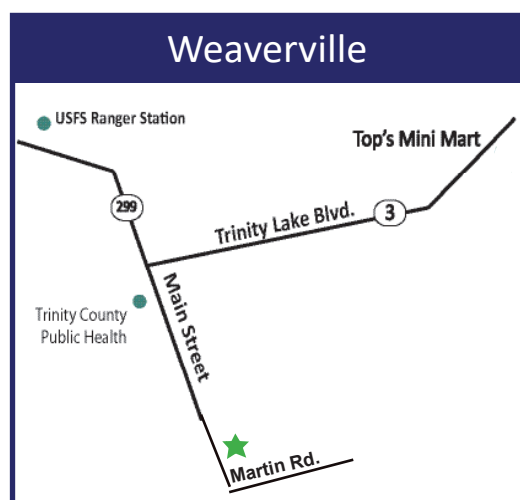 Weaverville
USFS Ranger Station
Top's Mini Mart
299
Trinity Lake Blvd.
3
Main Street
Trinity County
Public Health
Martin Rd.